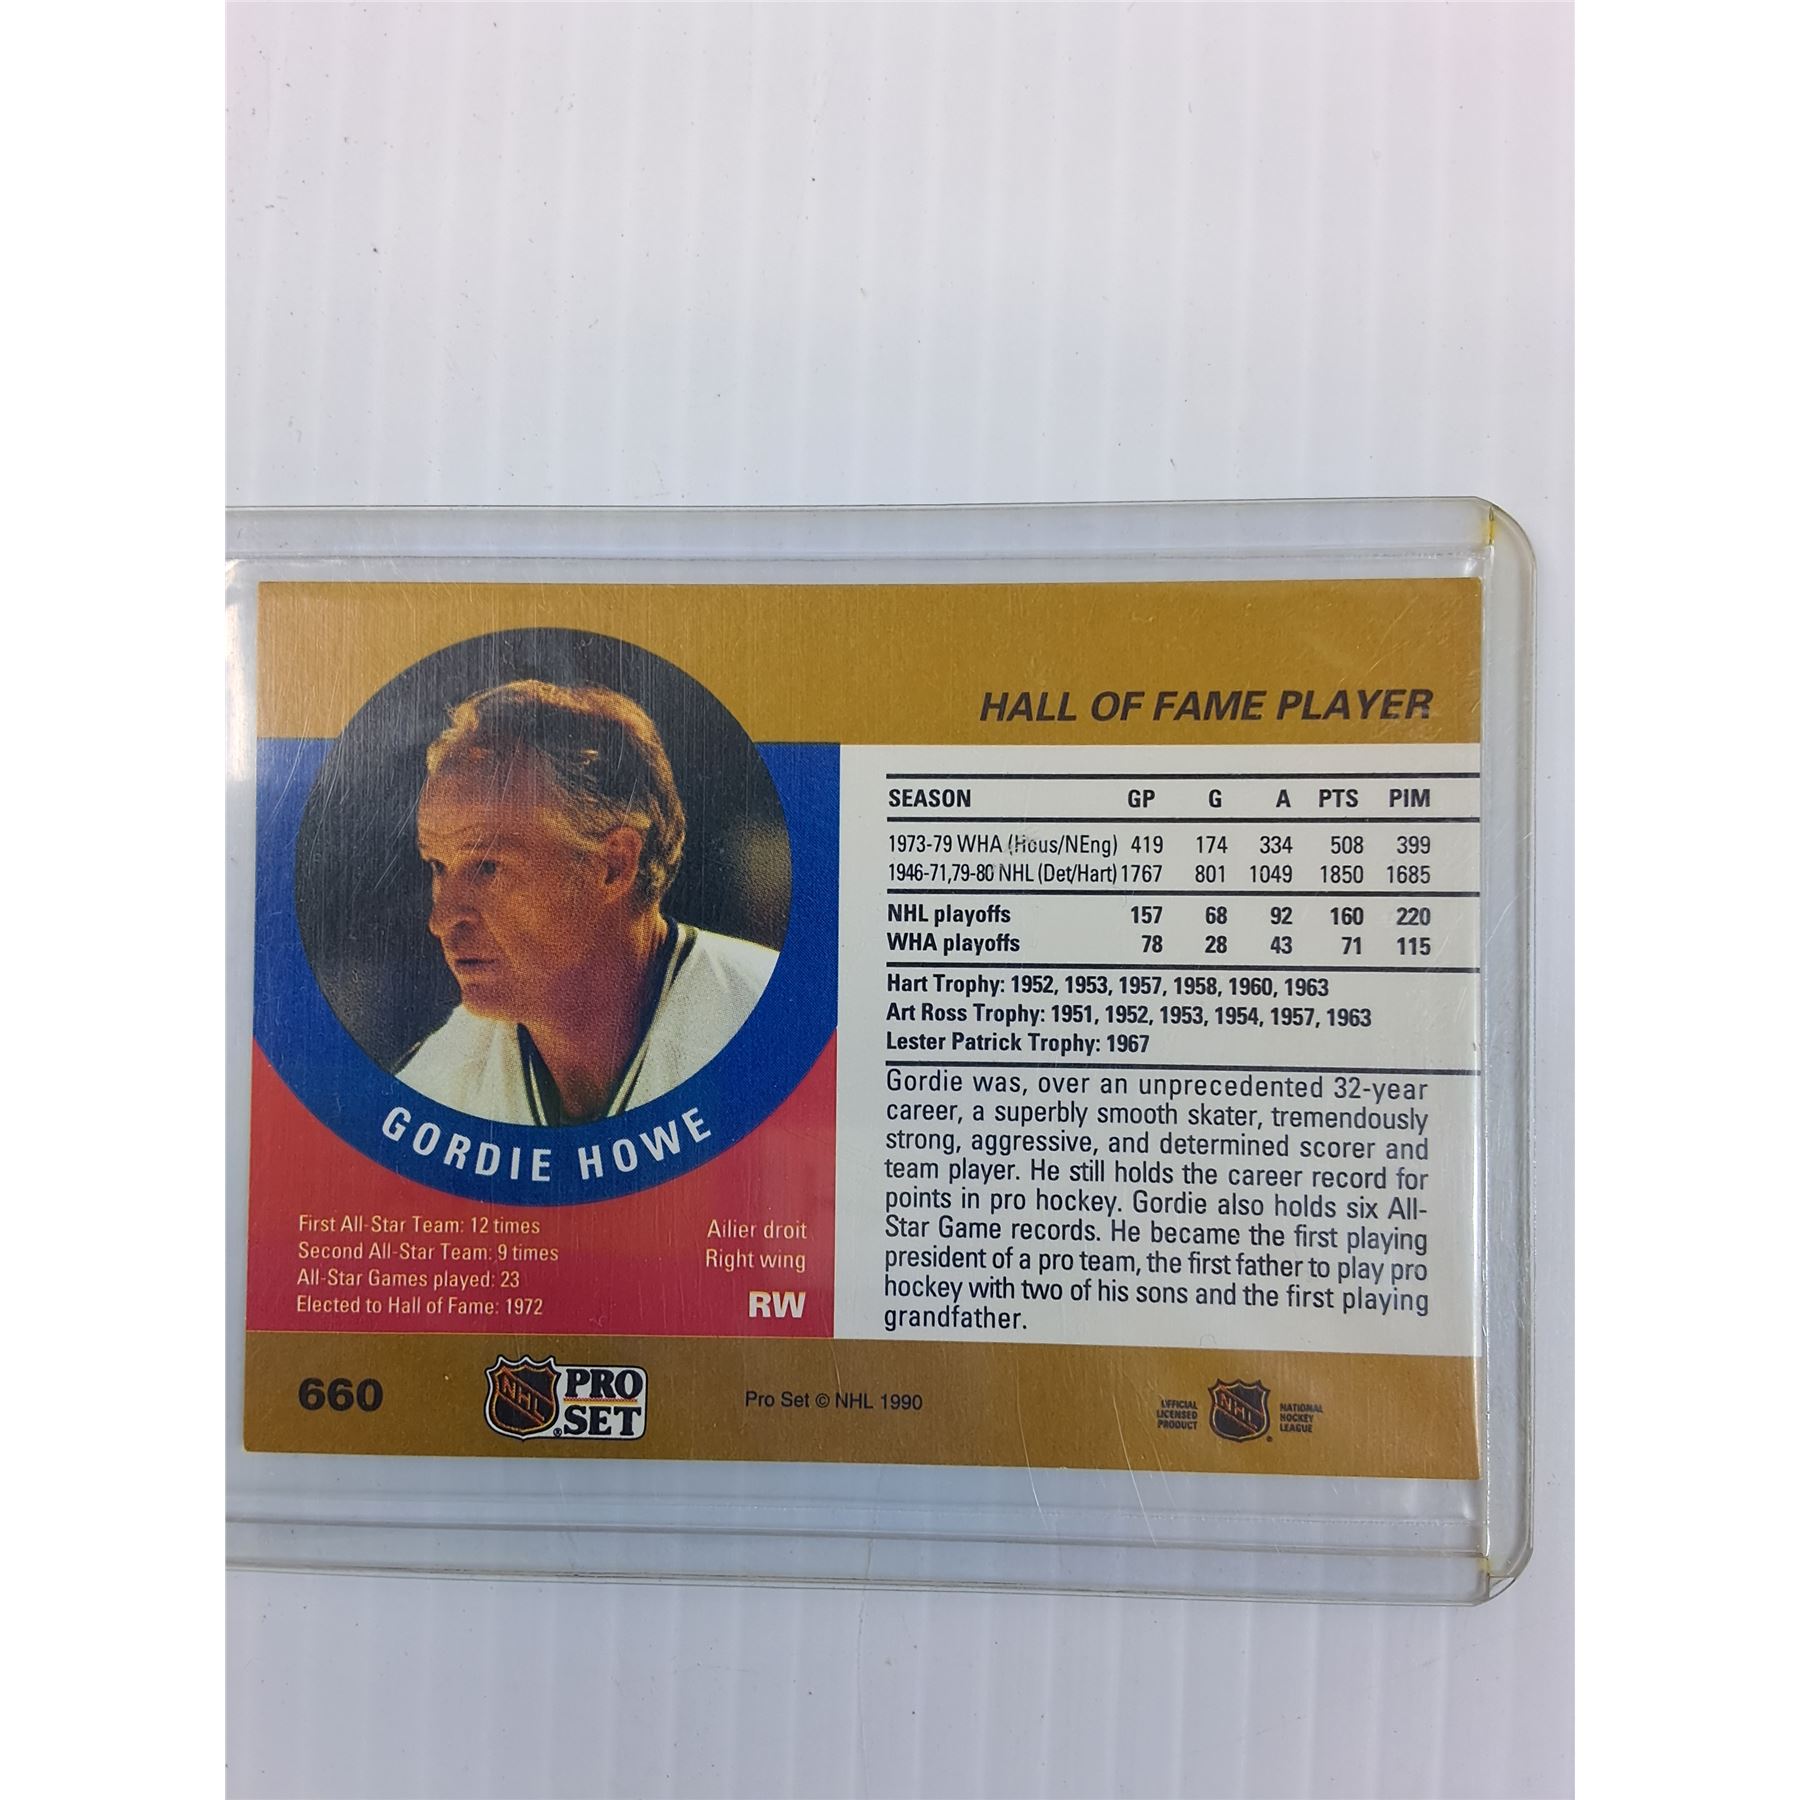 HALL OF FAME PLAYER
GORDIE HOWE
First All-Star Team: 12 times
Second All-Star Team: 9 times
All-Star Games played: 23
Elected to Hall of Fame: 1972
Ailier droit
Right wing
RW
SEASON GP G A PTS PIM
1973-79 WHA (Hous/NEng) 419 174 334 508 399
1946-71,79-80 NHL (Det/Hart) 1767 801 1049 1850 1685
NHL playoffs 157 68 92 160 220
WHA playoffs 78 28 43 71 115
Hart Trophy: 1952, 1953, 1957, 1958, 1960, 1963
Art Ross Trophy: 1951, 1952, 1953, 1954, 1957, 1963
Lester Patrick Trophy: 1967
Gordie was, over an unprecedented 32-year
career, a superbly smooth skater, tremendously
strong, aggressive, and determined scorer and
team player. He still holds the career record for
points in pro hockey. Gordie also holds six All-
Star Game records. He became the first playing
president of a pro team, the first father to play pro
hockey with two of his sons and the first playing
grandfather.
660
NHL
PRO
SET
®
Pro Set © NHL 1990
OFFICIAL
LICENSED
PRODUCT
NHL
®
NATIONAL
HOCKEY
LEAGUE